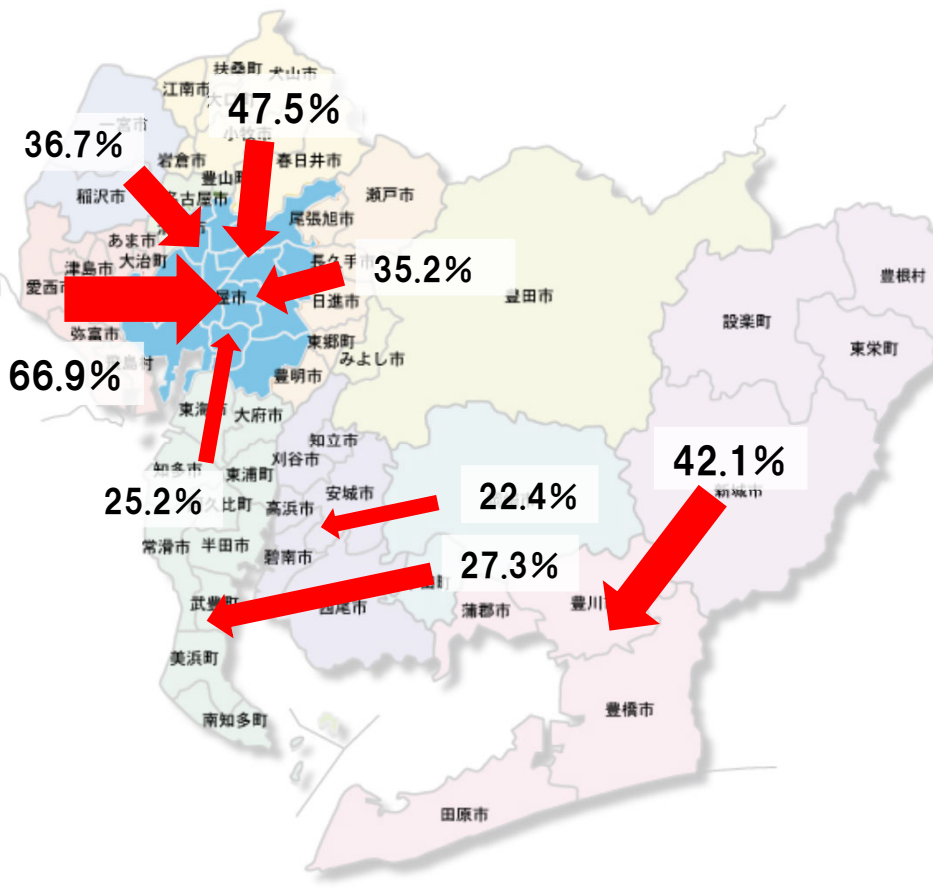 扶桑町
犬山市
江南市
47.5%
一宮市
小牧市
36.7%
岩倉市
春日井市
豊山町
稲沢市
名古屋市
瀬戸市
尾張旭市
あま市
長久手市
津島市
大治町
35.2%
豊根村
愛西市
屋市
日進市
豊田市
設楽町
弥富市
東郷町
東栄町
みよし市
66.9%
豊明市
東海市
大府市
知立市
刈谷市
42.1%
知多市
東浦町
安城市
22.4%
新城市
25.2%
久比町
高浜市
常滑市
半田市
碧南市
27.3%
武豊町
西尾市
蒲郡市
豊川市
美浜町
豊橋市
南知多町
田原市